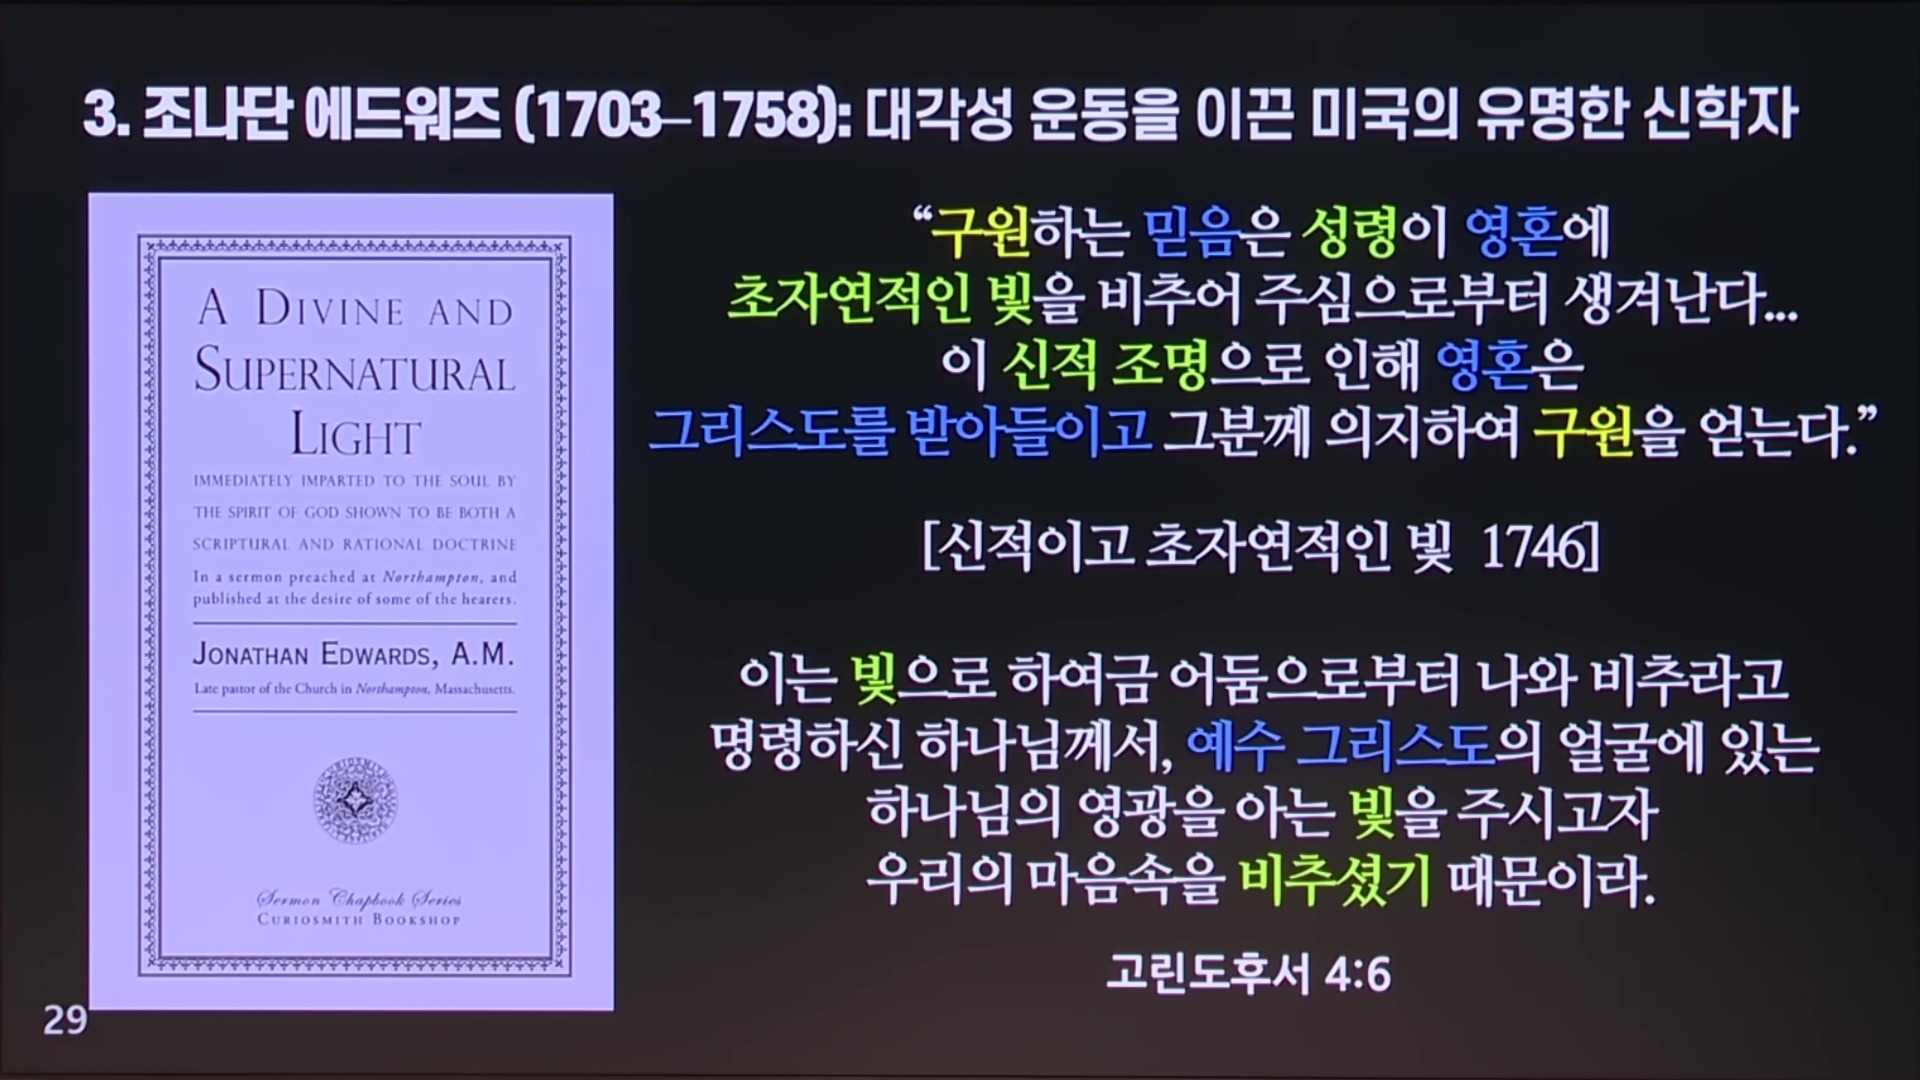 3. 조나단 에드워즈 (1703–1758): 대각성 운동을 이끈 미국의 유명한 신학자
A DIVINE AND
SUPERNATURAL
LIGHT
IMMEDIATELY IMPARTED TO THE SOUL BY
THE SPIRIT OF GOD SHOWN TO BE BOTH A
SCRIPTURAL AND RATIONAL DOCTRINE
In a sermon preached at Northampton, and
published at the desire of some of the hearers.
JONATHAN EDWARDS, A.M.
Late pastor of the Church in Northampton, Massachusetts.
Sermon Chapbook Series
CURIOSMITH BOOKSHOP
“구원하는 믿음은 성령이 영혼에
초자연적인 빛을 비추어 주심으로부터 생겨난다...
이 신적 조명으로 인해 영혼은
그리스도를 받아들이고 그분께 의지하여 구원을 얻는다.”
[신적이고 초자연적인 빛 1746]
이는 빛으로 하여금 어둠으로부터 나와 비추라고
명령하신 하나님께서, 예수 그리스도의 얼굴에 있는
하나님의 영광을 아는 빛을 주시고자
우리의 마음속을 비추셨기 때문이라.
고린도후서 4:6
29